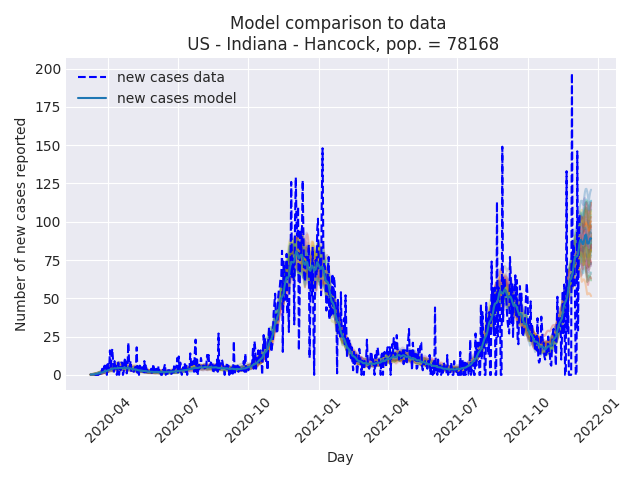 Model comparison to data
US - Indiana - Hancock, pop. = 78168
new cases data
new cases model
Number of new cases reported
200
175
150
125
100
75
50
25
0
2020-04
2020-07
2020-10
2021-01
2021-04
2021-07
2021-10
2022-01
Day